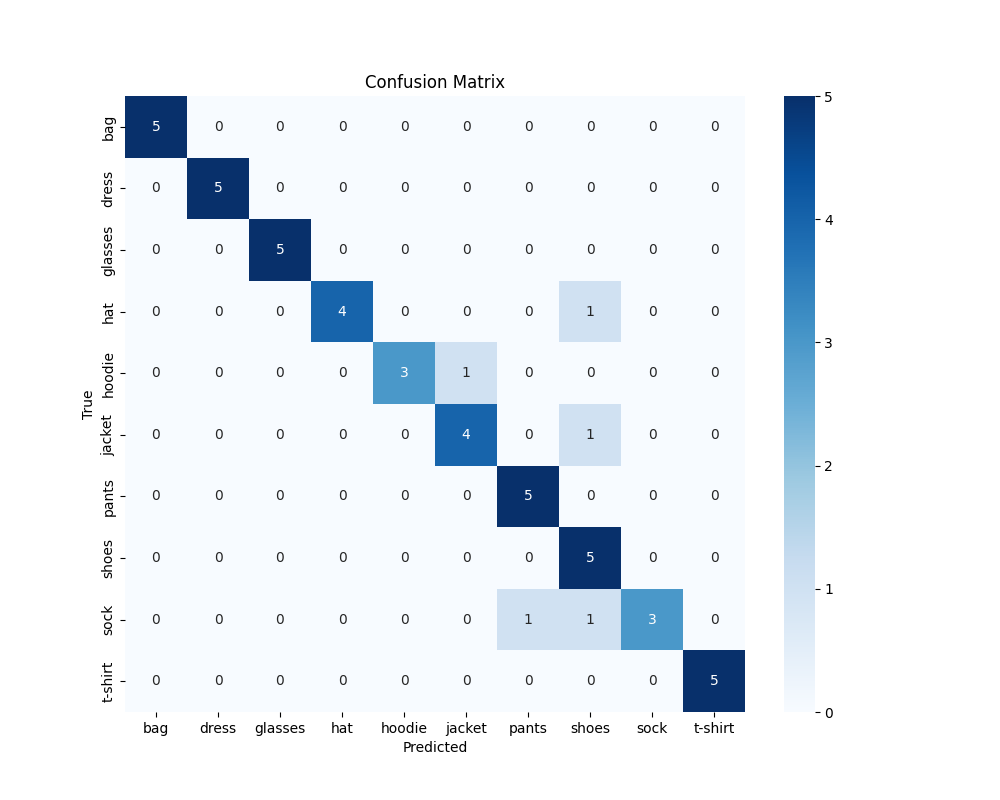 Confusion Matrix
bag 5 0 0 0 0 0 0 0 0 0
dress 0 5 0 0 0 0 0 0 0 0
glasses 0 0 5 0 0 0 0 0 0 0
hat 0 0 0 4 0 0 0 1 0 0
hoodie 0 0 0 0 3 1 0 0 0 0
jacket 0 0 0 0 0 4 0 1 0 0
pants 0 0 0 0 0 0 5 0 0 0
shoes 0 0 0 0 0 0 0 5 0 0
sock 0 0 0 0 0 0 1 1 3 0
t-shirt 0 0 0 0 0 0 0 0 0 5
True
bag dress glasses hat hoodie jacket pants shoes sock t-shirt
Predicted
5
4
3
2
1
0